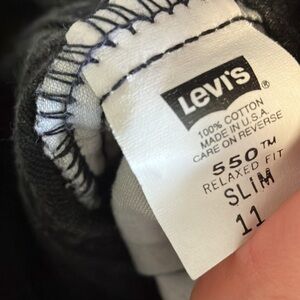 Levi's ®
100% COTTON
MADE IN U.S.A.
CARE ON REVERSE
550™
RELAXED FIT
SLIM
11